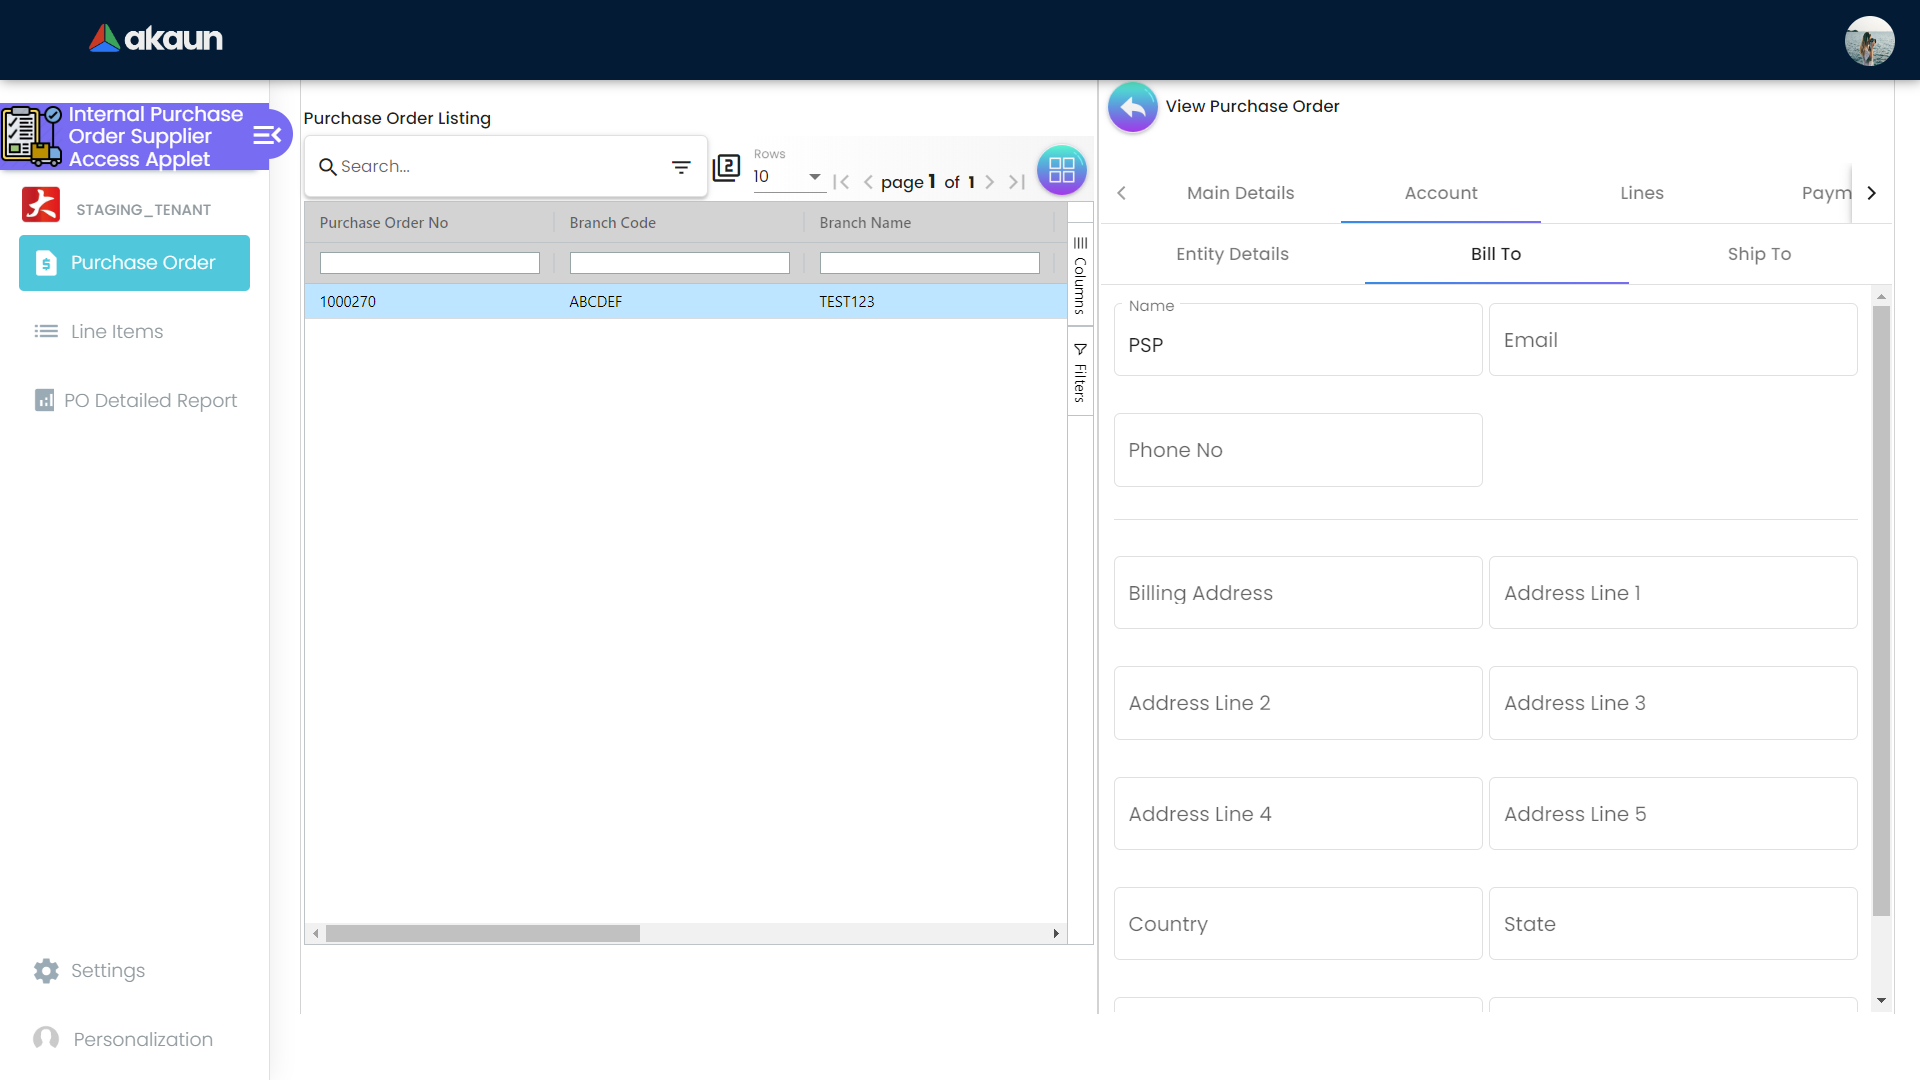 akaun
Internal Purchase
Order Supplier
Access Applet
STAGING_TENANT
Purchase Order
Line Items
PO Detailed Report
Settings
Personalization
Purchase Order Listing
Search...
2
Rows
10
page 1 of 1
Purchase Order No Branch Code Branch Name
1000270 ABCDEF TEST123
Columns
Filters
View Purchase Order
Main Details Account Lines Paym
Entity Details Bill To Ship To
Name
PSP
Email
Phone No
Billing Address Address Line 1
Address Line 2 Address Line 3
Address Line 4 Address Line 5
Country State